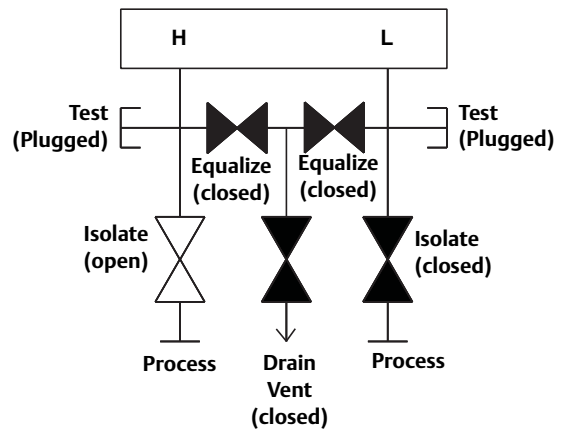 H
L
Test
(Plugged)
Test
(Plugged)
Equalize
(closed)
Equalize
(closed)
Isolate
(open)
Isolate
(closed)
Process
Drain
Vent
(closed)
Process